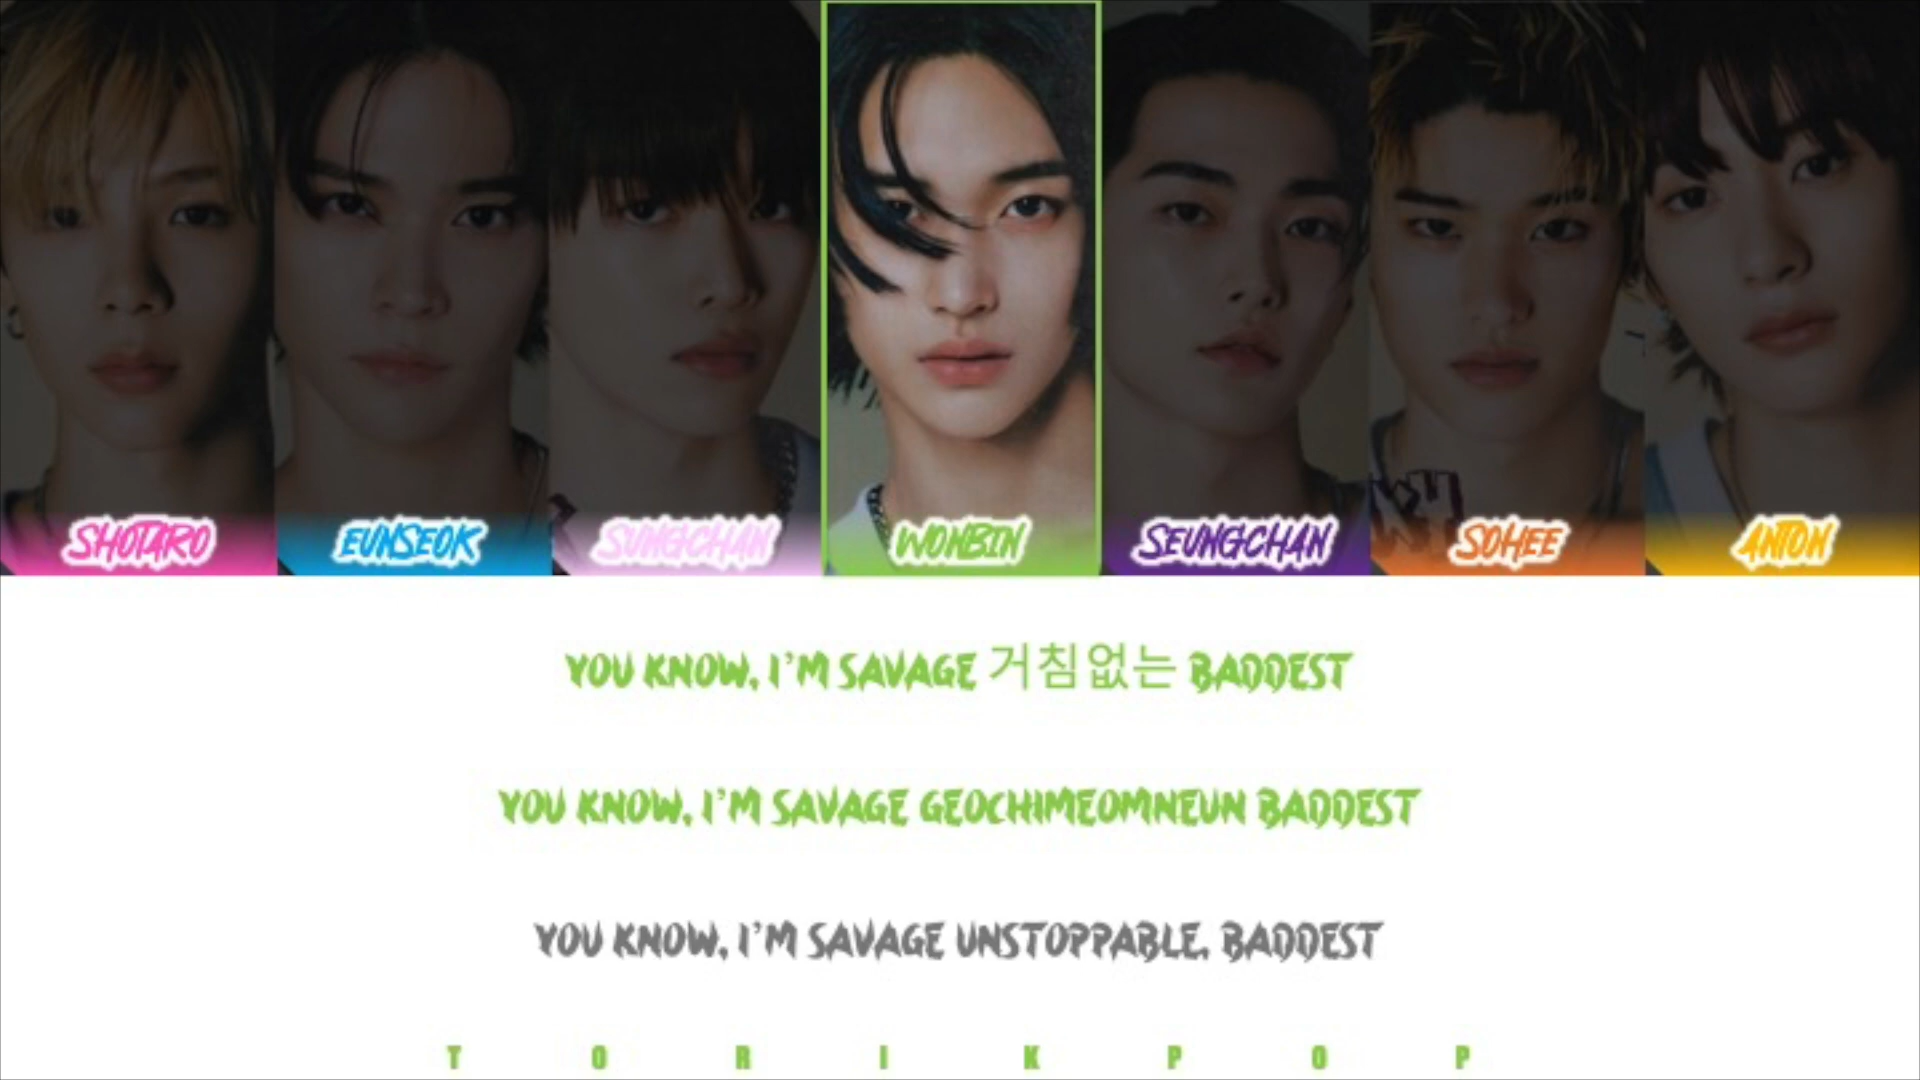 SHOTARO EUNSEOK SUNGCHAN WONBIN SEUNGCHAN SOHEE ANTON
YOU KNOW, I'M SAVAGE 거침없는 BADDEST
YOU KNOW, I'M SAVAGE GEOCHIMEOMNEUN BADDEST
YOU KNOW, I'M SAVAGE UNSTOPPABLE, BADDEST
T O R I K P O P